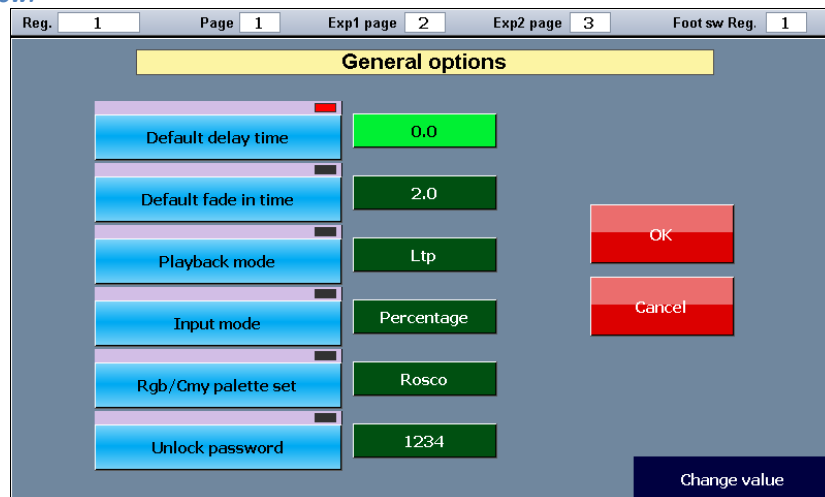 Reg. 1 Page 1 Exp1 page 2 Exp2 page 3 Foot sw Reg. 1
General options
Default delay time 0.0
Default fade in time 2.0
Playback mode Ltp
OK
Input mode Percentage
Cancel
Rgb/Cmy palette set Rosco
Unlock password 1234
Change value